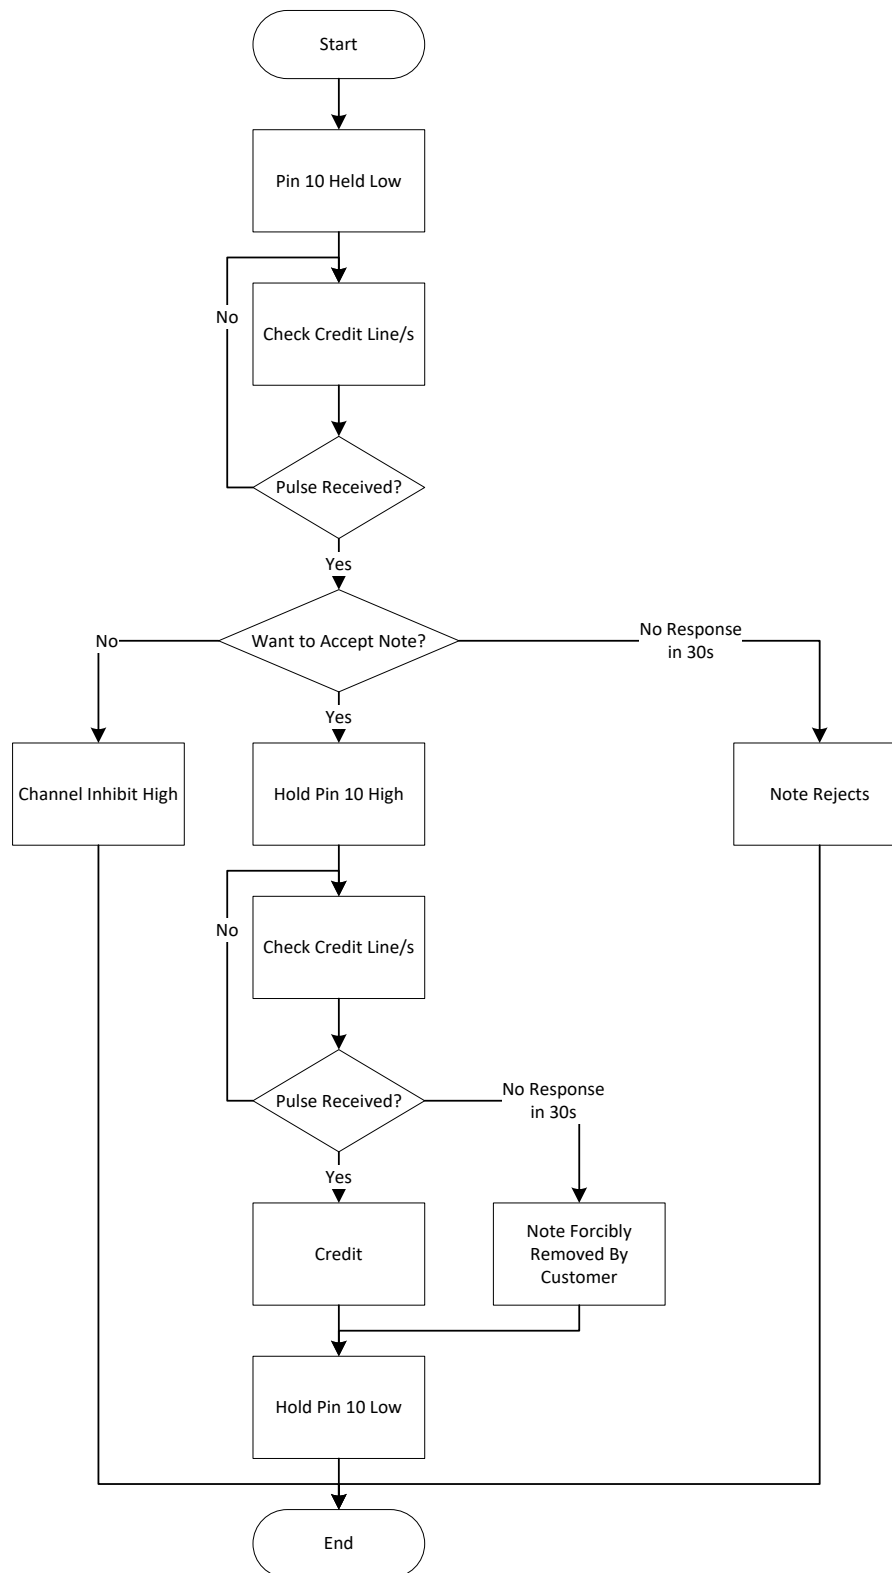 Start
Pin 10 Held Low
No
Check Credit Line/s
Pulse Received?
Yes
Want to Accept Note?
No
No Response
in 30s
Yes
Channel Inhibit High
Hold Pin 10 High
Note Rejects
No
Check Credit Line/s
Pulse Received?
No Response
in 30s
Yes
Credit
Note Forcibly
Removed By
Customer
Hold Pin 10 Low
End